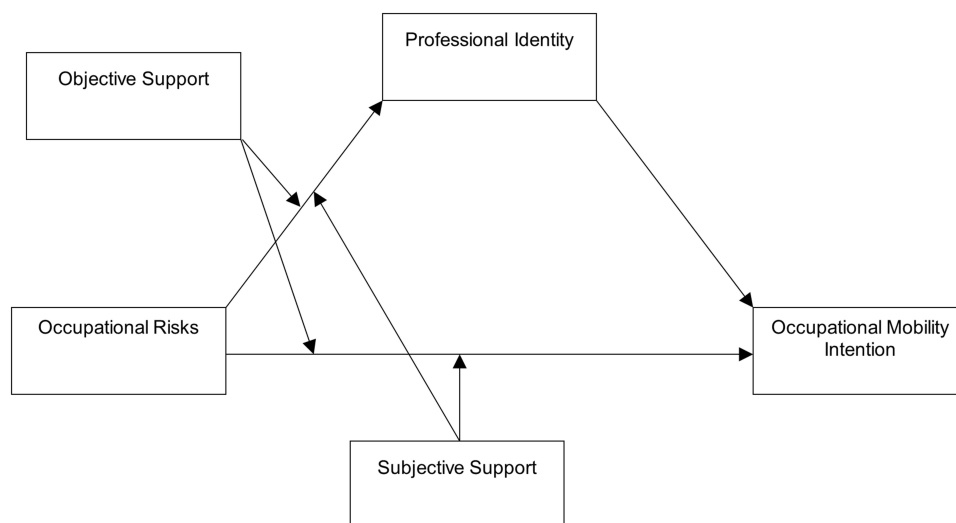 Professional Identity
Objective Support
Occupational Risks
Occupational Mobility
Intention
Subjective Support